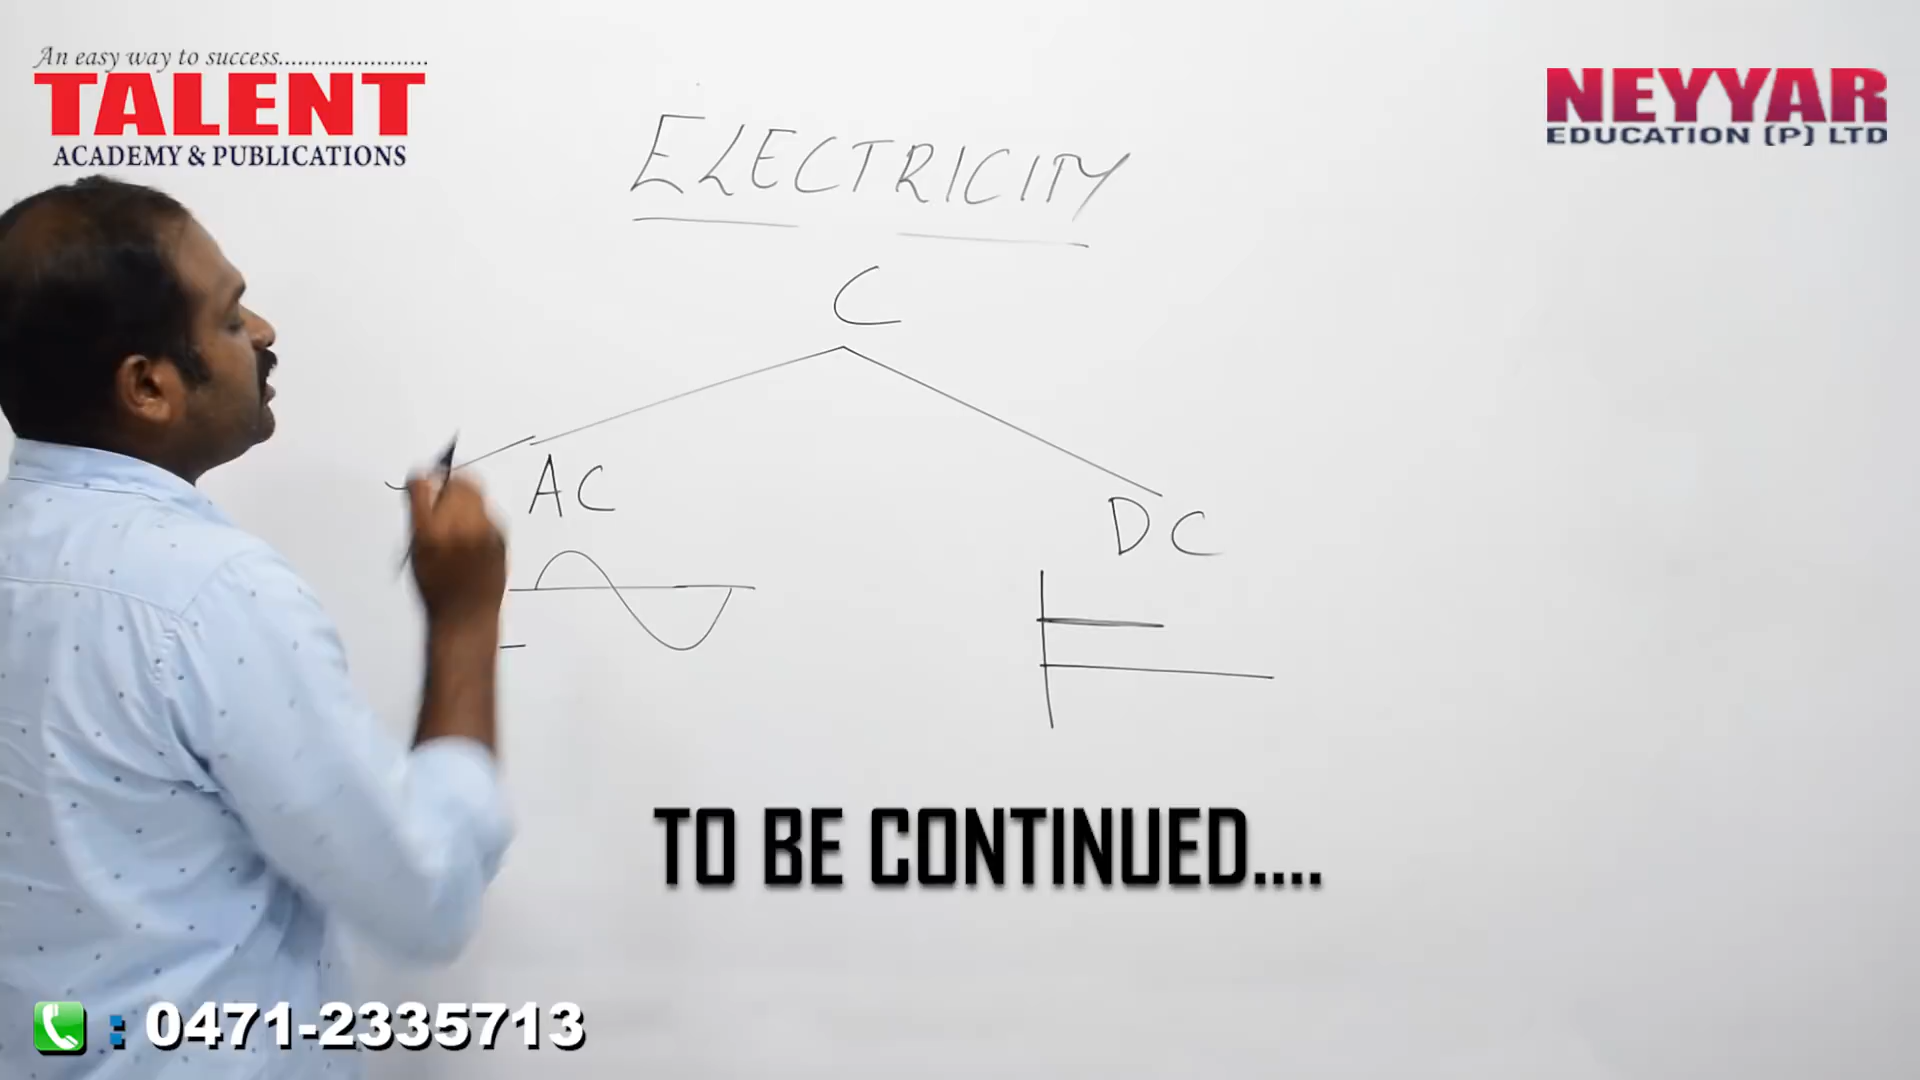 An easy way to success.......................
TALENT
ACADEMY & PUBLICATIONS
NEYYAR
EDUCATION (P) LTD
ELECTRICITY
C
AC
DC
TO BE CONTINUED....
: 0471-2335713